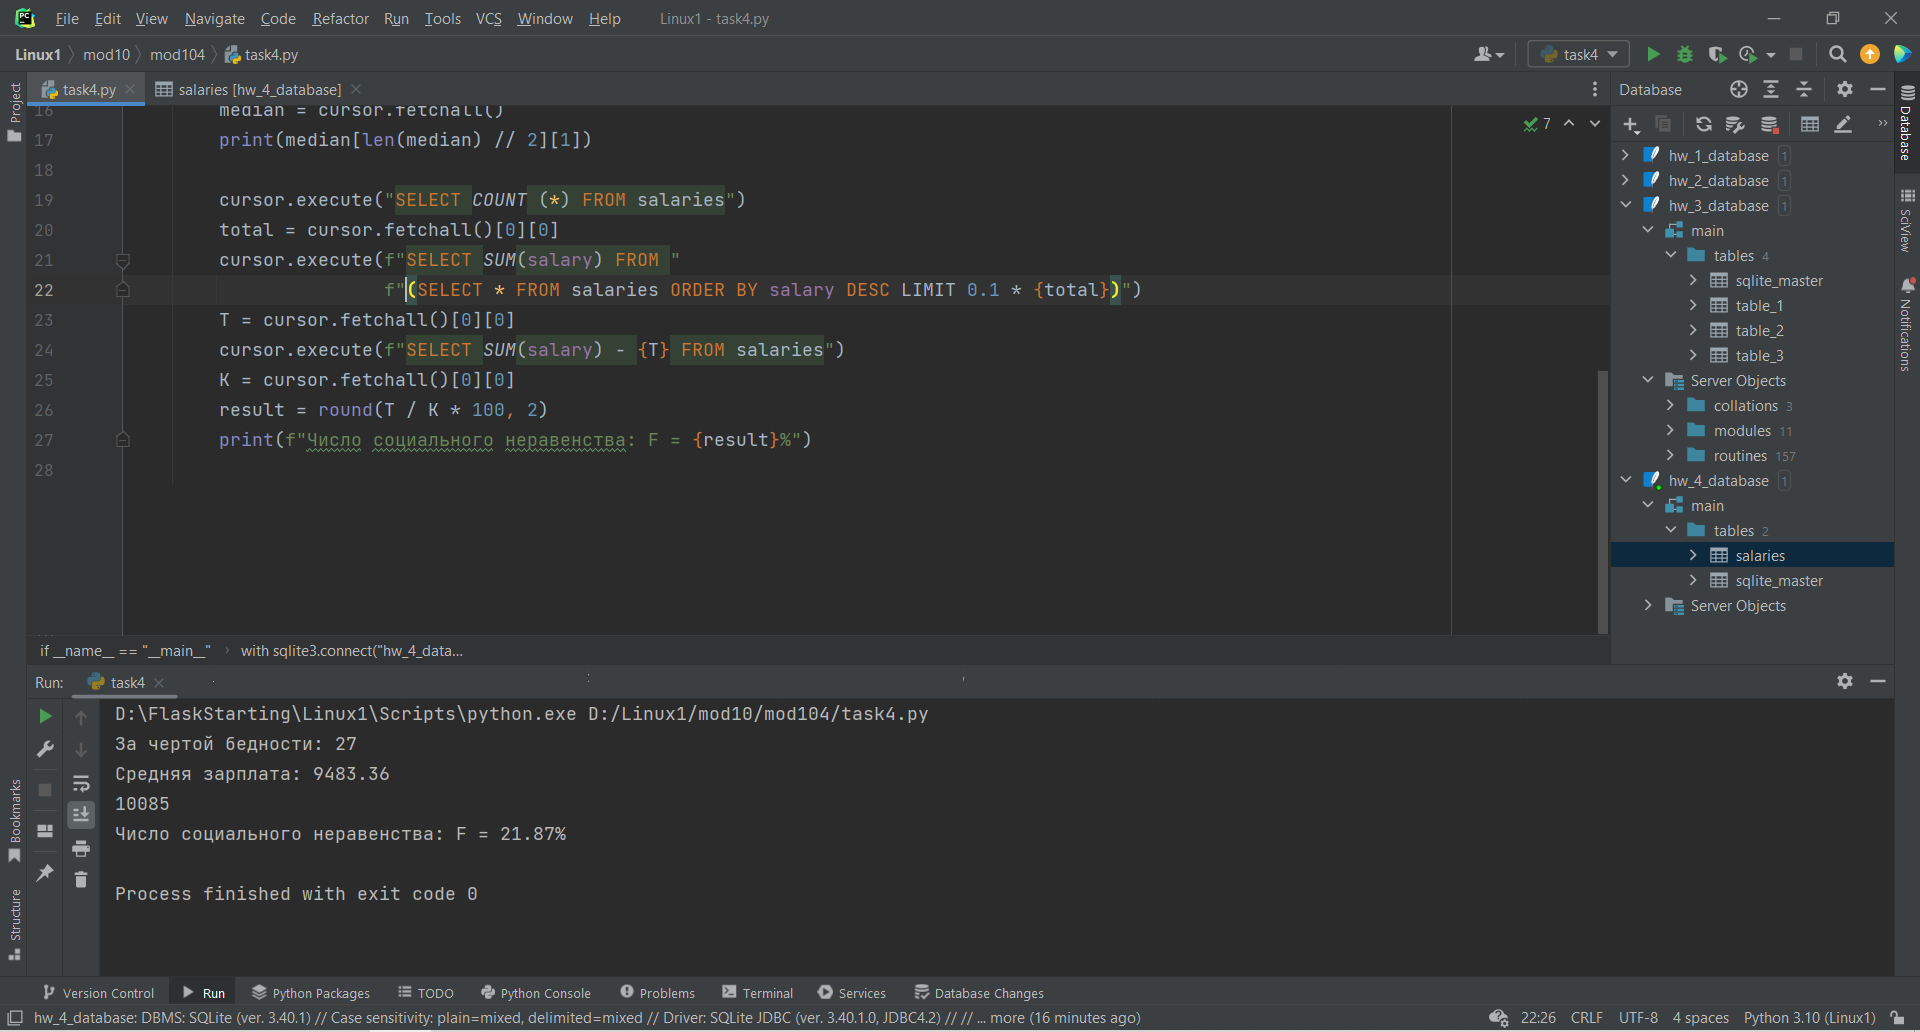 File Edit View Navigate Code Refactor Run Tools VCS Window Help Linux1 - task4.py
Linux1 mod10 mod104 task4.py task4
Project
task4.py salaries [hw_4_database]
16 median = cursor.fetchall()
17 print(median[len(median) // 2][1])
18
19 cursor.execute("SELECT COUNT (*) FROM salaries")
20 total = cursor.fetchall()[0][0]
21 cursor.execute(f"SELECT SUM(salary) FROM "
22 f"(SELECT * FROM salaries ORDER BY salary DESC LIMIT 0.1 * {total})")
23 T = cursor.fetchall()[0][0]
24 cursor.execute(f"SELECT SUM(salary) - {T} FROM salaries")
25 K = cursor.fetchall()[0][0]
26 result = round(T / K * 100, 2)
27 print(f"Число социального неравенства: F = {result}%")
28
7
if __name__ == "__main__" › with sqlite3.connect("hw_4_data...
Database
hw_1_database 1
hw_2_database 1
hw_3_database 1
main
tables 4
sqlite_master
table_1
table_2
table_3
Server Objects
collations 3
modules 11
routines 157
hw_4_database 1
main
tables 2
salaries
sqlite_master
Server Objects
Database
SciView
Notifications
Run: task4
D:\FlaskStarting\Linux1\Scripts\python.exe D:/Linux1/mod10/mod104/task4.py
За чертой бедности: 27
Средняя зарплата: 9483.36
10085
Число социального неравенства: F = 21.87%
Process finished with exit code 0
Bookmarks
Structure
Version Control Run Python Packages TODO Python Console Problems Terminal Services Database Changes
hw_4_database: DBMS: SQLite (ver. 3.40.1) // Case sensitivity: plain=mixed, delimited=mixed // Driver: SQLite JDBC (ver. 3.40.1.0, JDBC4.2) // // ... more (16 minutes ago) 22:26 CRLF UTF-8 4 spaces Python 3.10 (Linux1)